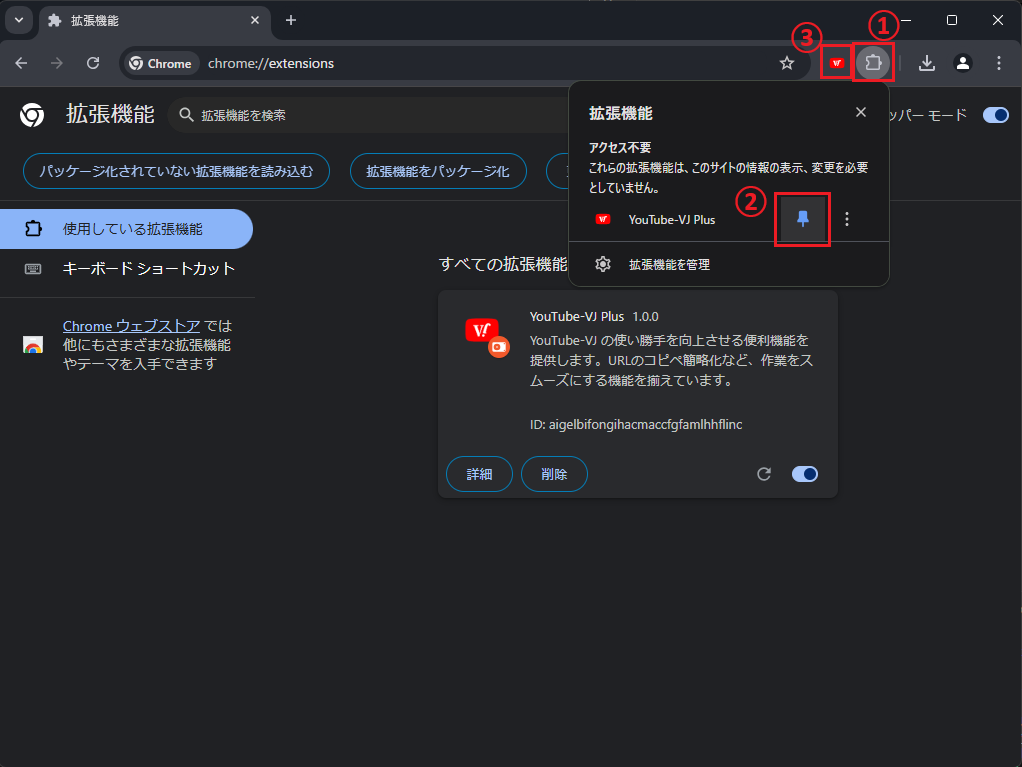 拡張機能
①
③
Chrome
chrome://extensions
拡張機能
拡張機能を検索
ッパー モード
パッケージ化されていない拡張機能を読み込む
拡張機能をパッケージ化
拡張機能
アクセス不要
これらの拡張機能は、このサイトの情報の表示、変更を必要
としていません。
②
YouTube-VJ Plus
拡張機能を管理
使用している拡張機能
キーボード ショートカット
Chrome ウェブストア では
他にもさまざまな拡張機能
やテーマを入手できます
すべての拡張機能
YouTube-VJ Plus 1.0.0
YouTube-VJ の使い勝手を向上させる便利機能を
提供します。URLのコピペ簡略化など、作業をス
ムーズにする機能を揃えています。
ID: aigelbifongihacmaccfgfamlhhflinc
詳細
削除